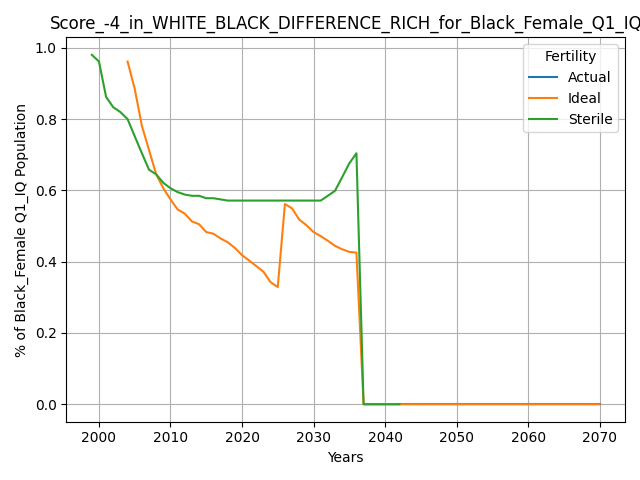 Score_-4_in_WHITE_BLACK_DIFFERENCE_RICH_for_Black_Female_Q1_IQ
Fertility
Actual
Ideal
Sterile
% of Black_Female Q1_IQ Population
1.0
0.8
0.6
0.4
0.2
0.0
2000 2010 2020 2030 2040 2050 2060 2070
Years